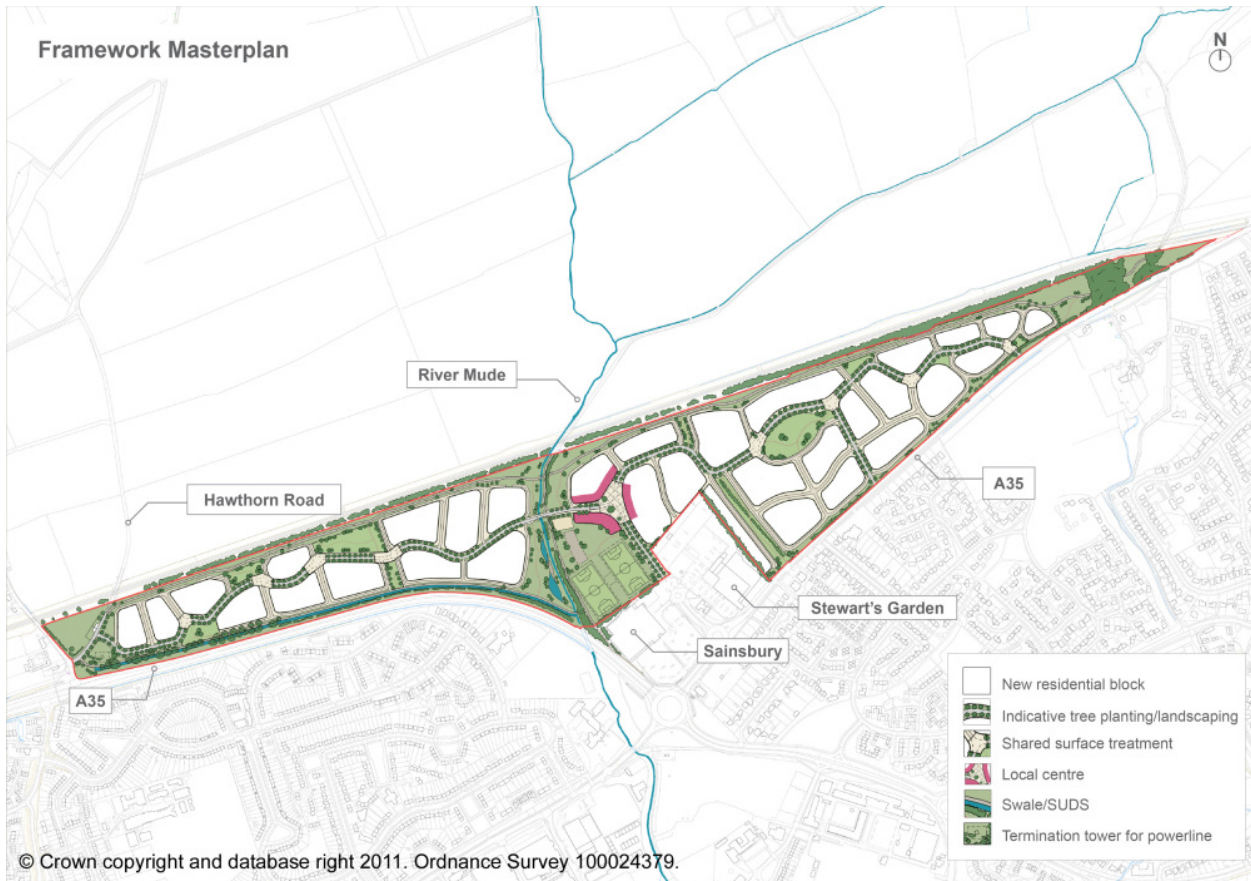 Framework Masterplan
N
River Mude
Hawthorn Road
A35
Stewart's Garden
Sainsbury
A35
New residential block
Indicative tree planting/landscaping
Shared surface treatment
Local centre
Swale/SUDS
Termination tower for powerline
© Crown copyright and database right 2011. Ordnance Survey 100024379.